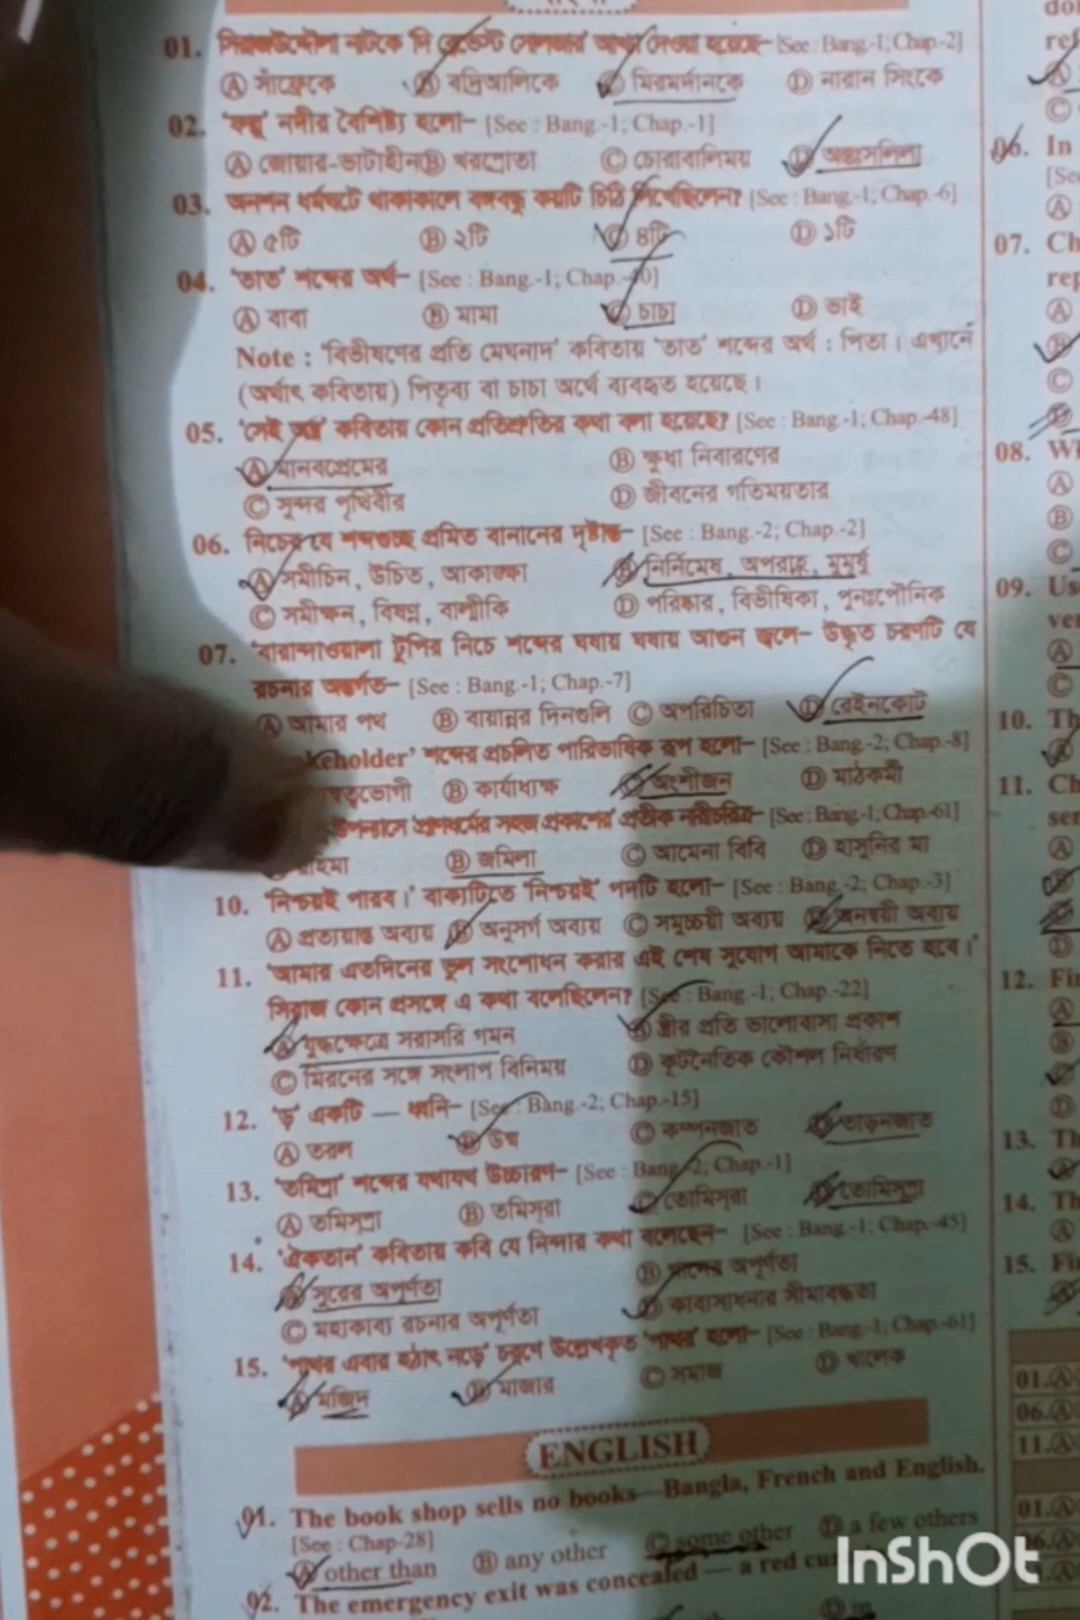 01. সিরাজউদ্দৌলা নাটকে দি গ্রেটেস্ট সোলজার আখ্যা দেওয়া হয়েছে– [See : Bang.-1; Chap.-2]
Ⓐ সাঁফ্রেকে Ⓑ বদ্রিআলিকে Ⓒ মিরমর্দানকে Ⓓ নারান সিংকে
02. 'ফল্গু' নদীর বৈশিষ্ট্য হলো– [See : Bang.-1; Chap.-1]
Ⓐ জোয়ার-ভাটাহীন Ⓑ খরস্রোতা Ⓒ চোরাবালিময় Ⓓ অন্তঃসলিলা
03. অনশন ধর্মঘটে থাকাকালে বঙ্গবন্ধু কয়টি চিঠি লিখেছিলেন? [See : Bang.-1; Chap.-6]
Ⓐ ৫টি Ⓑ ২টি Ⓒ ৪টি Ⓓ ১টি
04. 'তাত' শব্দের অর্থ– [See : Bang.-1; Chap.-40]
Ⓐ বাবা Ⓑ মামা Ⓒ চাচা Ⓓ ভাই
Note : 'বিভীষণের প্রতি মেঘনাদ' কবিতায় 'তাত' শব্দের অর্থ : পিতা। এখানে
(অর্থাৎ কবিতায়) পিতৃব্য বা চাচা অর্থে ব্যবহৃত হয়েছে।
05. 'সেই অস্ত্র' কবিতায় কোন প্রতিশ্রুতির কথা বলা হয়েছে? [See : Bang.-1; Chap.-48]
Ⓐ মানবপ্রেমের Ⓑ ক্ষুধা নিবারণের
Ⓒ সুন্দর পৃথিবীর Ⓓ জীবনের গতিময়তার
06. নিচের যে শব্দগুচ্ছ প্রমিত বানানের দৃষ্টান্ত– [See : Bang.-2; Chap.-2]
Ⓐ সমীচিন, উচিত, আকাঙ্ক্ষা Ⓑ নির্নিমেষ, অপরাহ্ণ, মুমূর্ষু
Ⓒ সমীক্ষন, বিষণ্ণ, বাল্মীকি Ⓓ পরিষ্কার, বিভীষিকা, পুনঃপৌনিক
07. 'বারান্দাওয়ালা টুপির নিচে শব্দের ঘষায় ঘষায় আগুন জ্বলে– উদ্ধৃত চরণটি যে
রচনার অন্তর্গত– [See : Bang.-1; Chap.-7]
Ⓐ আমার পথ Ⓑ বায়ান্নর দিনগুলি Ⓒ অপরিচিতা Ⓓ রেইনকোট
keholder' শব্দের প্রচলিত পারিভাষিক রূপ হলো– [See : Bang.-2; Chap.-8]
Ⓑ কার্যাধ্যক্ষ Ⓒ অংশীজন Ⓓ মাঠকর্মী
প্রাণধর্মের সহজ প্রকাশের প্রতীক নারীচরিত্র– [See : Bang.-1; Chap.-61]
Ⓑ জমিলা Ⓒ আমেনা বিবি Ⓓ হাসুনির মা
10. 'নিশ্চয়ই পারব।' বাক্যটিতে 'নিশ্চয়ই' পদটি হলো– [See : Bang.-2; Chap.-3]
Ⓐ প্রত্যয়ান্ত অব্যয় Ⓑ অনুসর্গ অব্যয় Ⓒ সমুচ্চয়ী অব্যয় Ⓓ অনন্বয়ী অব্যয়
11. 'আমার এতদিনের ভুল সংশোধন করার এই শেষ সুযোগ আমাকে নিতে হবে।'
সিরাজ কোন প্রসঙ্গে এ কথা বলেছিলেন? [See : Bang.-1; Chap.-22]
Ⓐ যুদ্ধক্ষেত্রে সরাসরি গমন Ⓑ স্ত্রীর প্রতি ভালোবাসা প্রকাশ
Ⓒ মিরনের সঙ্গে সংলাপ বিনিময় Ⓓ কূটনৈতিক কৌশল নির্ধারণ
12. 'ড়' একটি — ধ্বনি– [See : Bang.-2; Chap.-15]
Ⓐ তরল Ⓑ উষ্ম Ⓒ কম্পনজাত Ⓓ তাড়নজাত
13. 'তমিস্রা' শব্দের যথাযথ উচ্চারণ– [See : Bang.-2; Chap.-1]
Ⓐ তমিস্স্রা Ⓑ তমিস্রা Ⓒ তোমিস্রা Ⓓ তোমিস্স্রা
14. 'ঐকতান' কবিতায় কবি যে নিন্দার কথা বলেছেন– [See : Bang.-1; Chap.-45]
Ⓐ সুরের অপূর্ণতা Ⓑ অপূর্ণতা
Ⓒ মহাকাব্য রচনার অপূর্ণতা Ⓓ কাব্যসাধনার সীমাবদ্ধতা
15. 'পাথর এবার হঠাৎ নড়ে' চরণে উল্লেখকৃত 'পাথর' হলো– [See : Bang.-1; Chap.-61]
Ⓐ মজিদ Ⓑ মাজার Ⓒ সমাজ Ⓓ খালেক
ENGLISH
01. The book shop sells no books—Bangla, French and English.
[See : Chap-28]
Ⓐ other than Ⓑ any other Ⓒ some other Ⓓ a few others
02. The emergency exit was concealed — a red
InShOt